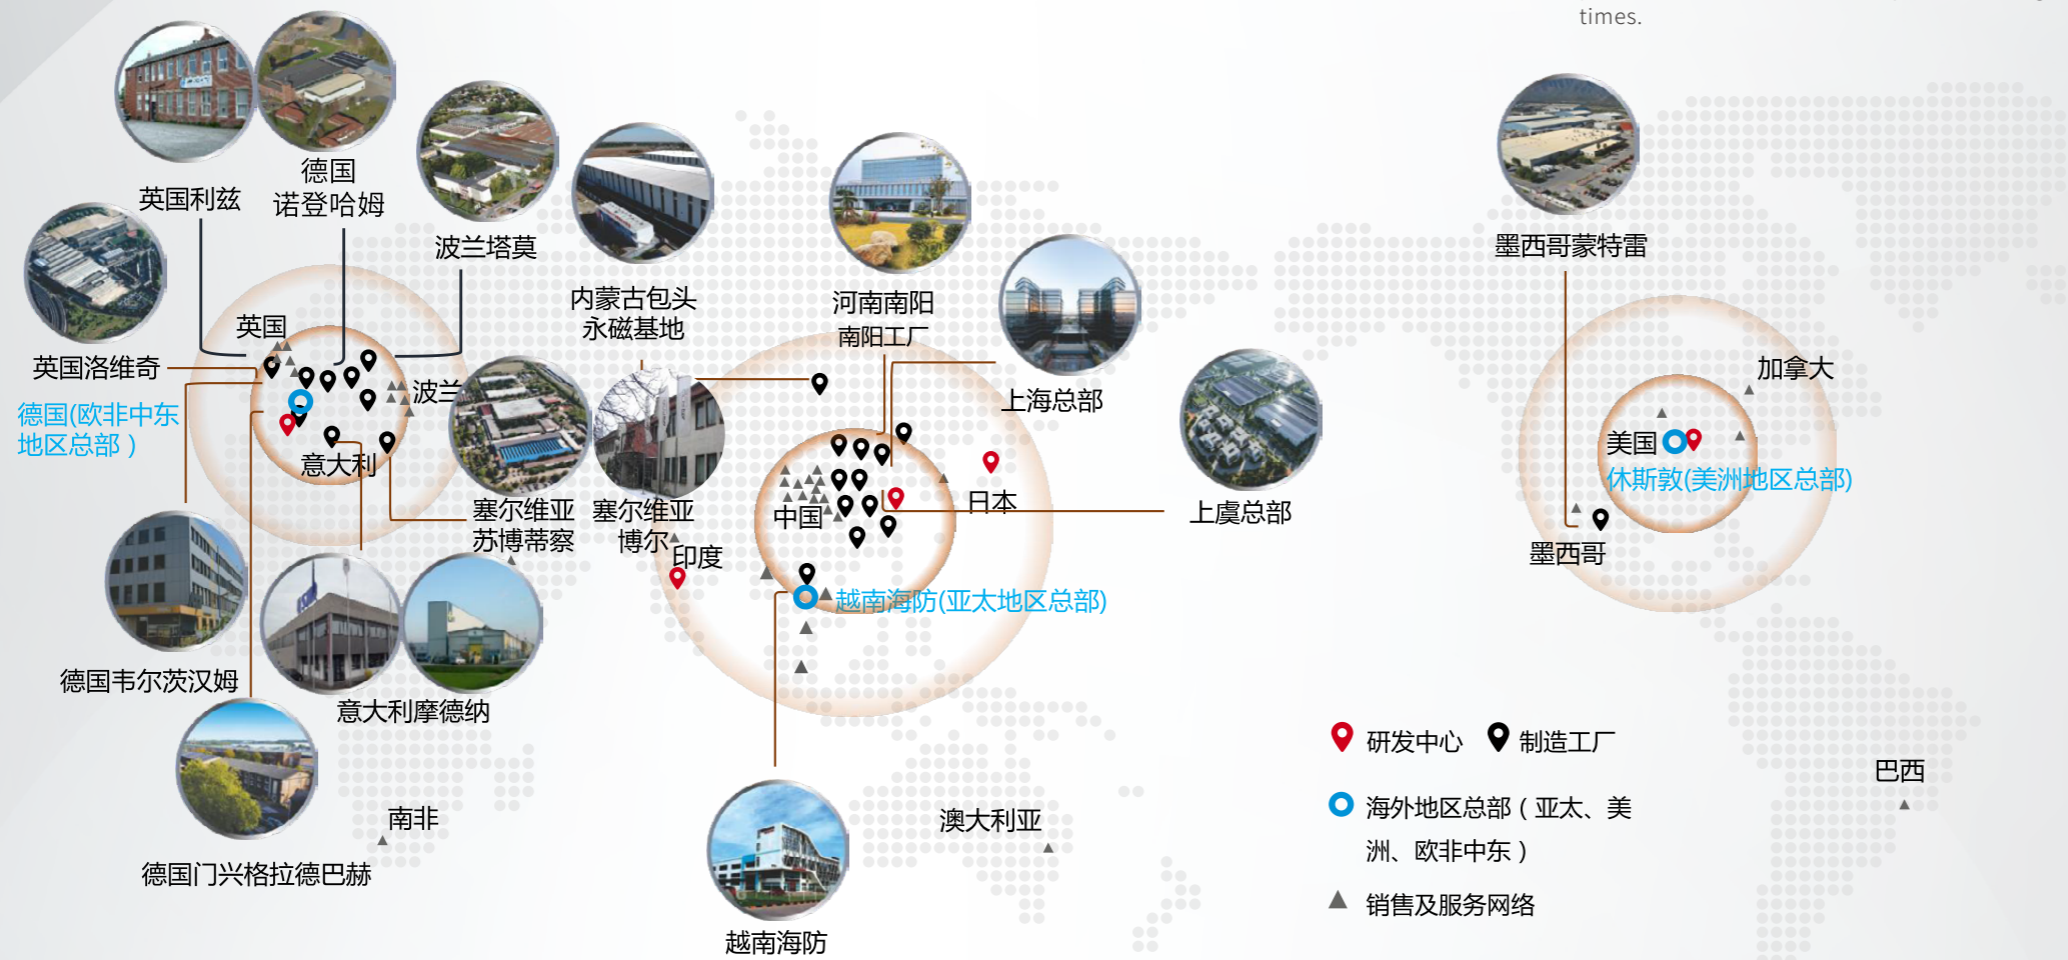 times.
英国利兹
德国
诺登哈姆
波兰塔莫
英国
英国洛维奇
德国(欧非中东
地区总部）
波兰
意大利
内蒙古包头
永磁基地
河南南阳
南阳工厂
上海总部
墨西哥蒙特雷
加拿大
美国
休斯敦(美洲地区总部)
墨西哥
塞尔维亚
苏博蒂察
塞尔维亚
博尔
印度
中国
日本
上虞总部
越南海防(亚太地区总部)
德国韦尔茨汉姆
意大利摩德纳
德国门兴格拉德巴赫
南非
越南海防
澳大利亚
巴西
研发中心
制造工厂
海外地区总部（亚太、美
洲、欧非中东）
销售及服务网络